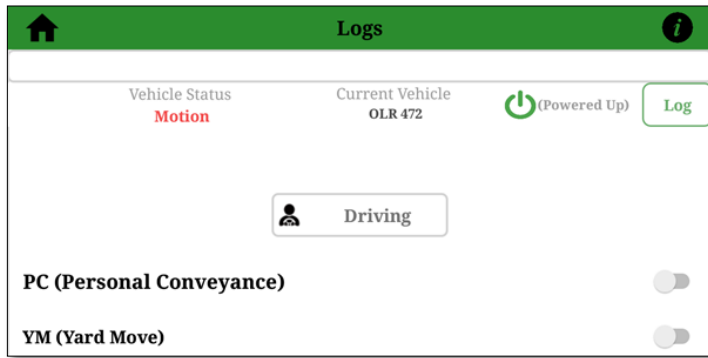 Logs
Vehicle Status
Motion
Current Vehicle
OLR 472
(Powered Up)
Log
Driving
PC (Personal Conveyance)
YM (Yard Move)